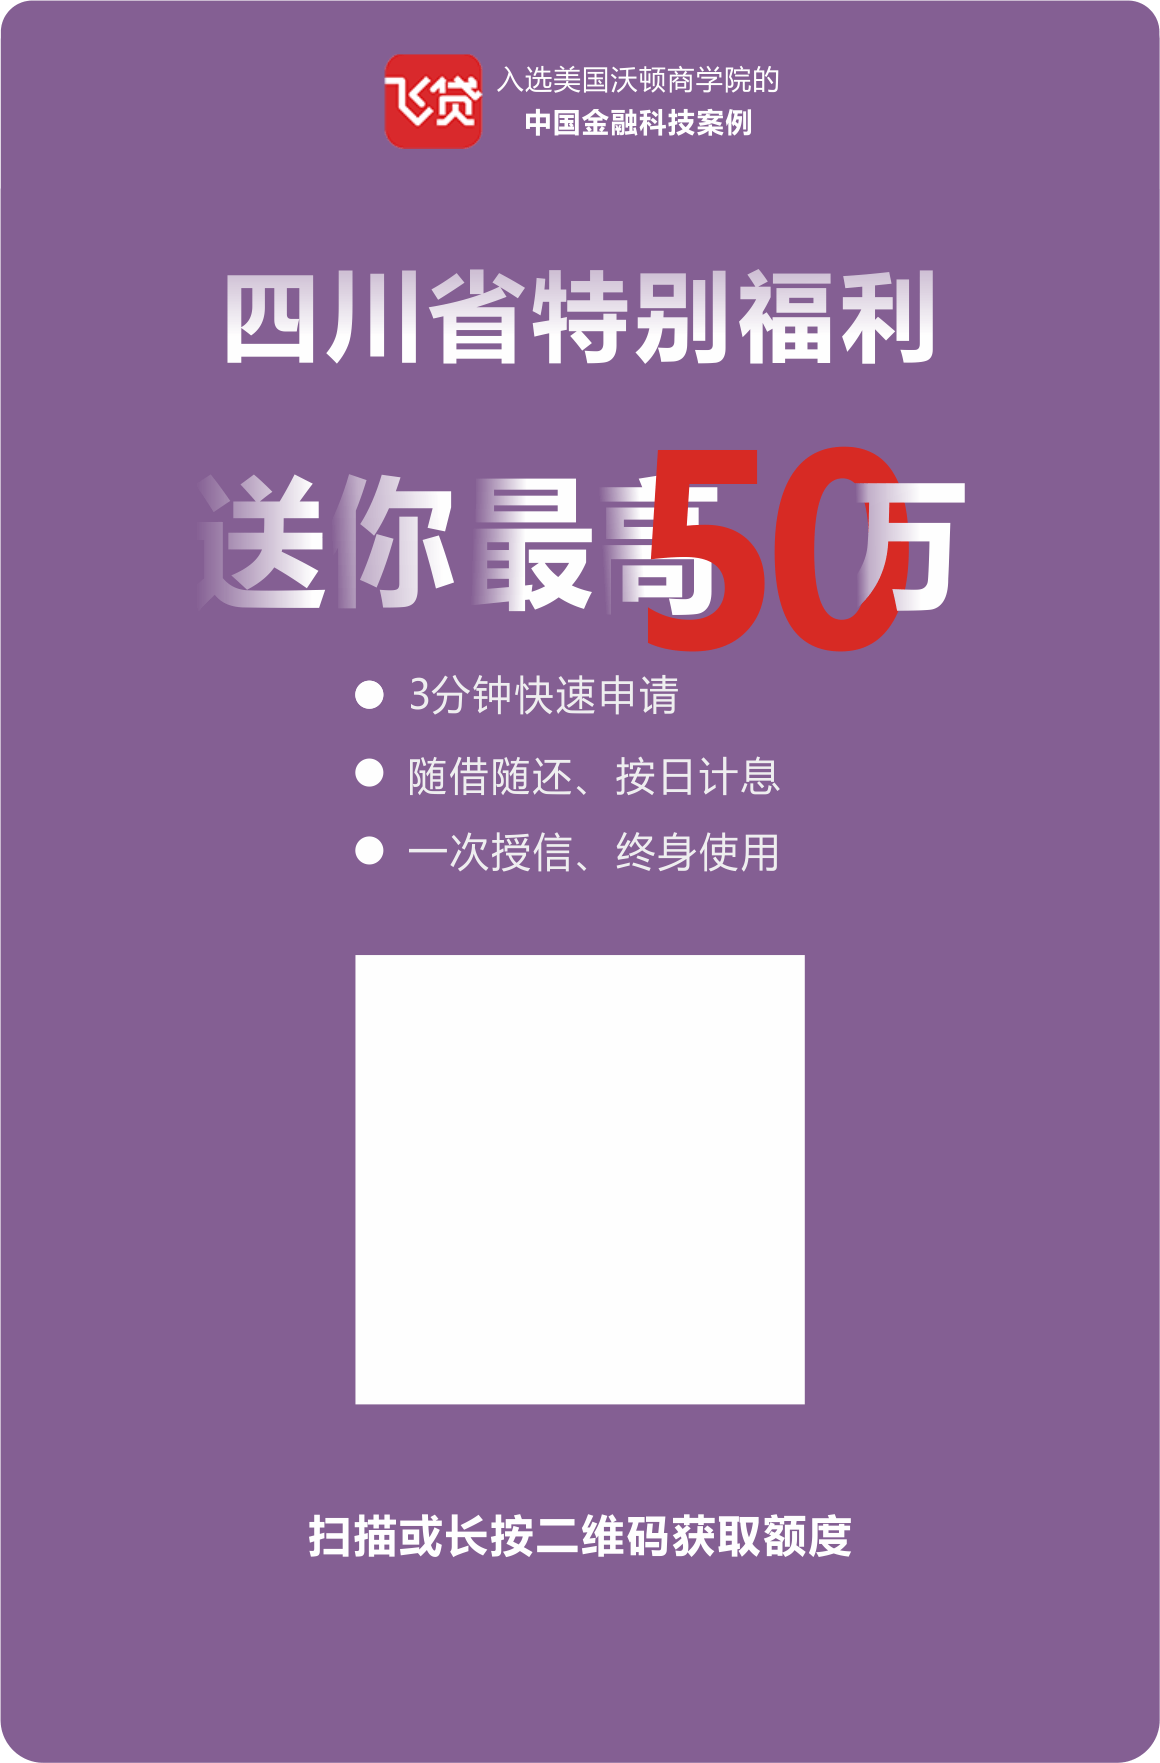 飞贷
入选美国沃顿商学院的
中国金融科技案例
四川省特别福利
送你最高50万
3分钟快速申请
随借随还、按日计息
一次授信、终身使用
扫描或长按二维码获取额度